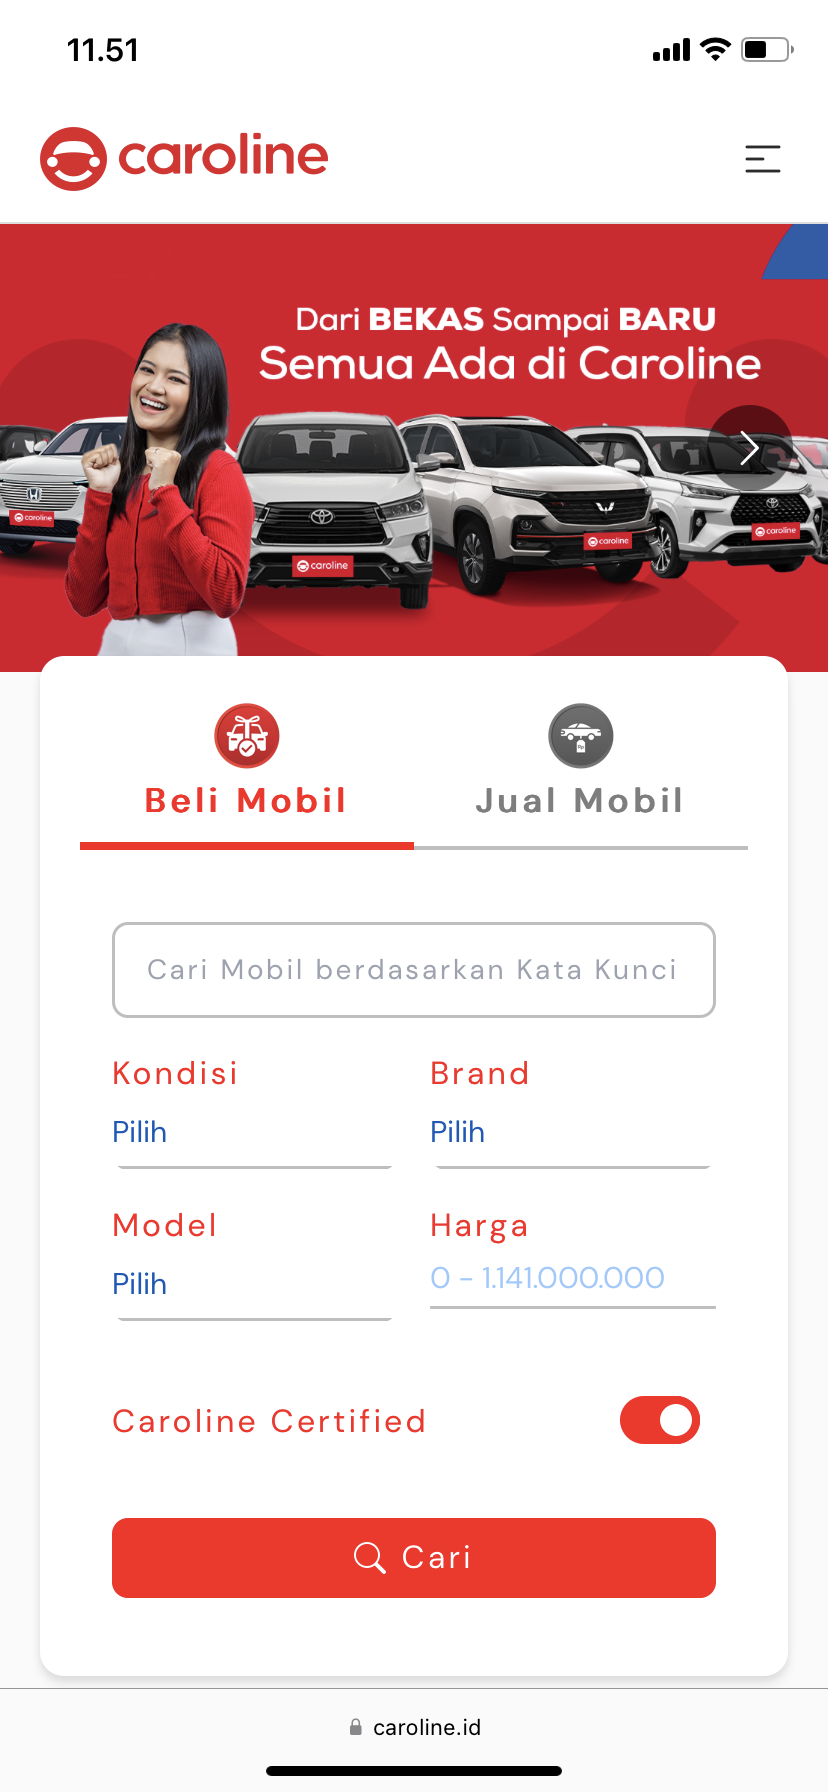 11.51
caroline
Dari BEKAS Sampai BARU
Semua Ada di Caroline
caroline
caroline
caroline
caroline
Beli Mobil
Jual Mobil
Rp
Cari Mobil berdasarkan Kata Kunci
Kondisi
Brand
Pilih
Pilih
Model
Harga
Pilih
0 - 1.141.000.000
Caroline Certified
Cari
caroline.id